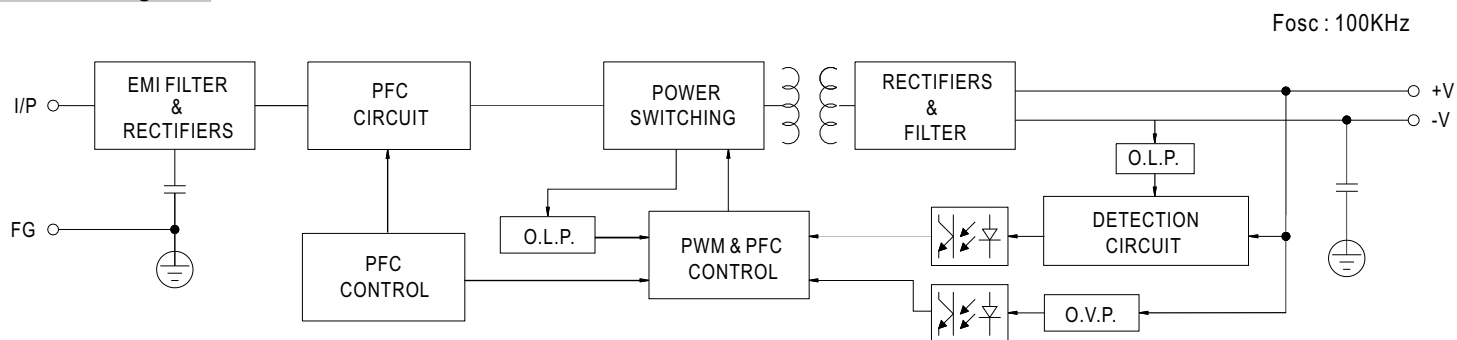 Fosc : 100KHz
I/P
EMI FILTER
&
RECTIFIERS
PFC
CIRCUIT
POWER
SWITCHING
RECTIFIERS
&
FILTER
+V
-V
O.L.P.
FG
O.L.P.
PFC
CONTROL
PWM & PFC
CONTROL
DETECTION
CIRCUIT
O.V.P.